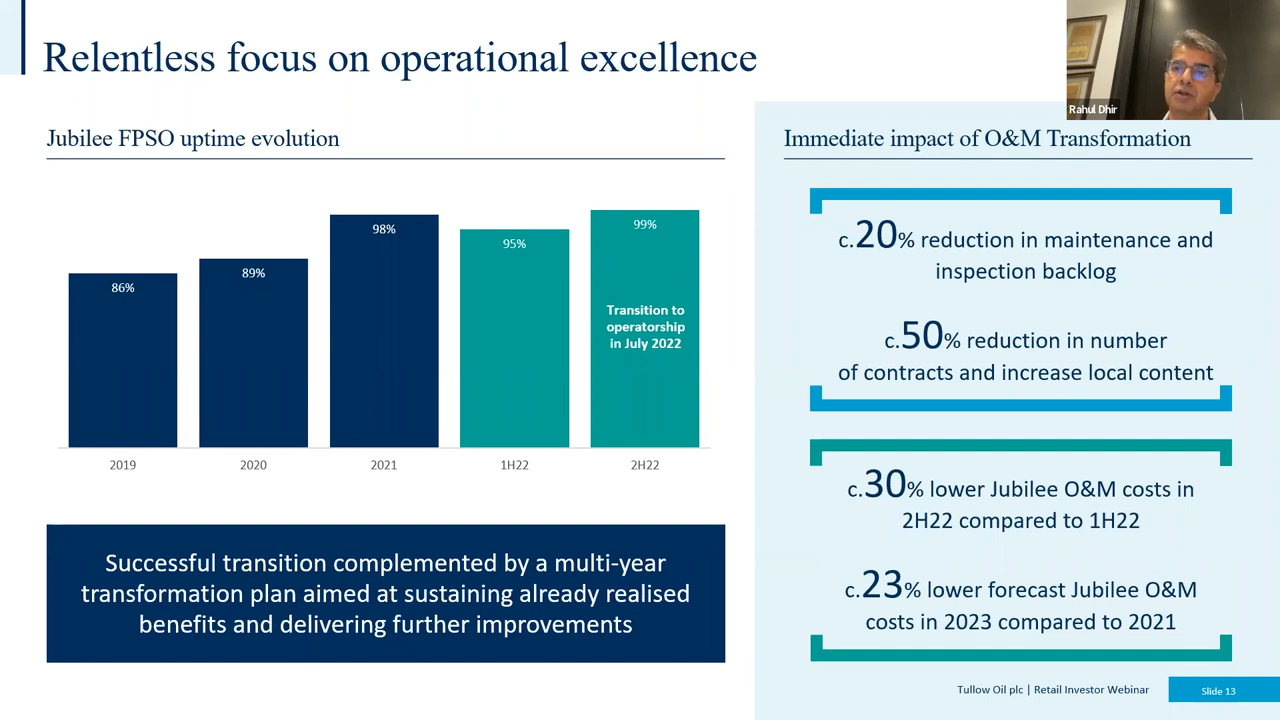 Relentless focus on operational excellence
Rahul Dhir
Jubilee FPSO uptime evolution
86%
89%
98%
95%
99%
Transition to
operatorship
in July 2022
2019
2020
2021
1H22
2H22
Successful transition complemented by a multi-year
transformation plan aimed at sustaining already realised
benefits and delivering further improvements
Immediate impact of O&M Transformation
c.20% reduction in maintenance and
inspection backlog
c.50% reduction in number
of contracts and increase local content
c.30% lower Jubilee O&M costs in
2H22 compared to 1H22
c.23% lower forecast Jubilee O&M
costs in 2023 compared to 2021
Tullow Oil plc | Retail Investor Webinar
Slide 13